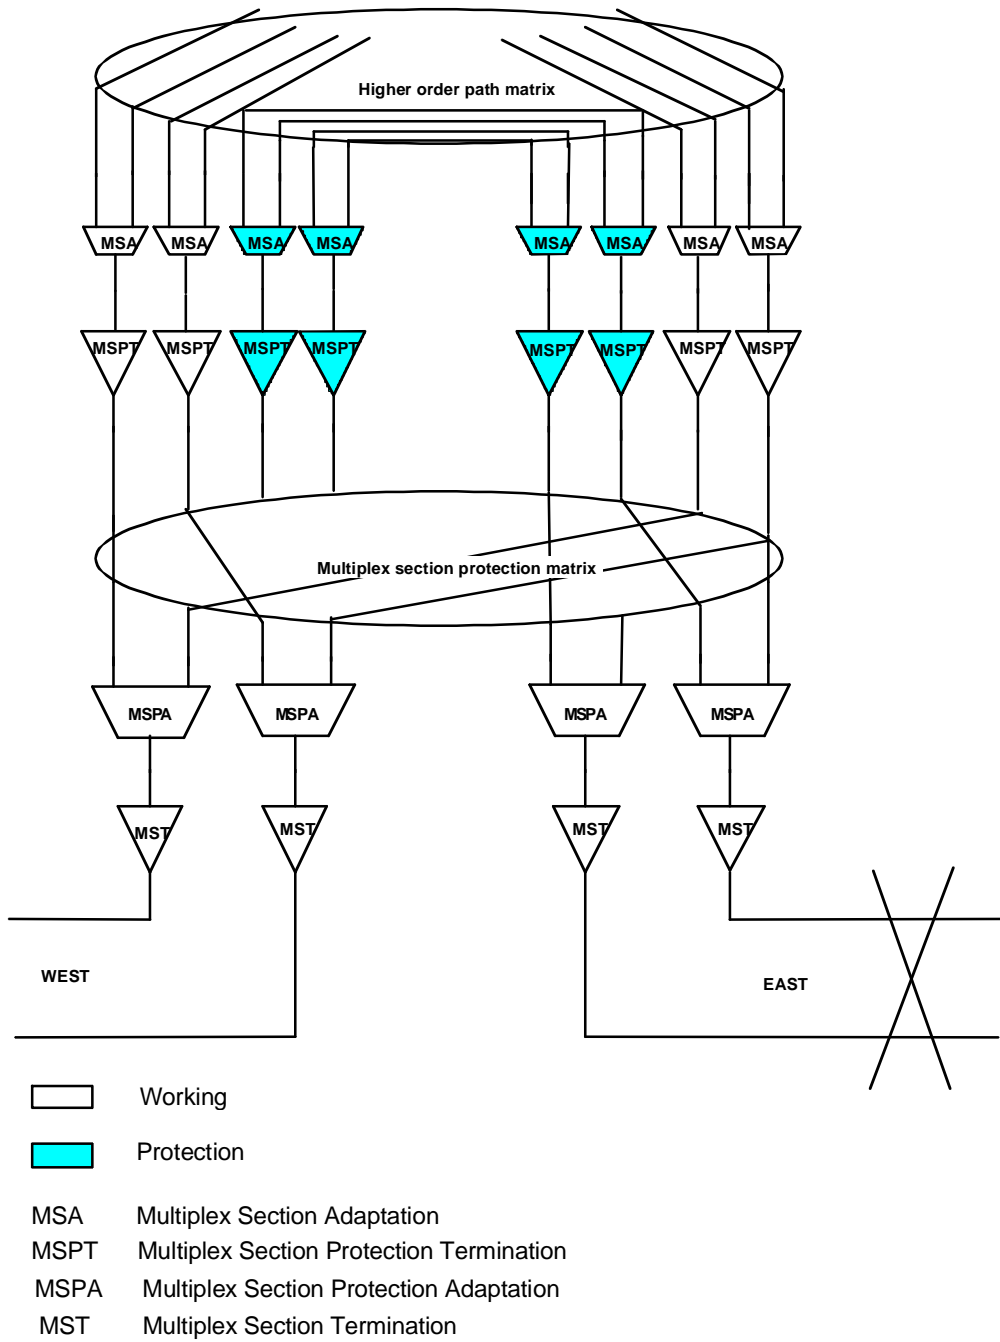 Higher order path matrix
MSA MSA MSA MSA MSA MSA MSA MSA
MSPT MSPT MSPT MSPT MSPT MSPT MSPT MSPT
Multiplex section protection matrix
MSPA MSPA MSPA MSPA
MST MST MST MST
WEST
EAST
Working
Protection
MSA Multiplex Section Adaptation
MSPT Multiplex Section Protection Termination
MSPA Multiplex Section Protection Adaptation
MST Multiplex Section Termination